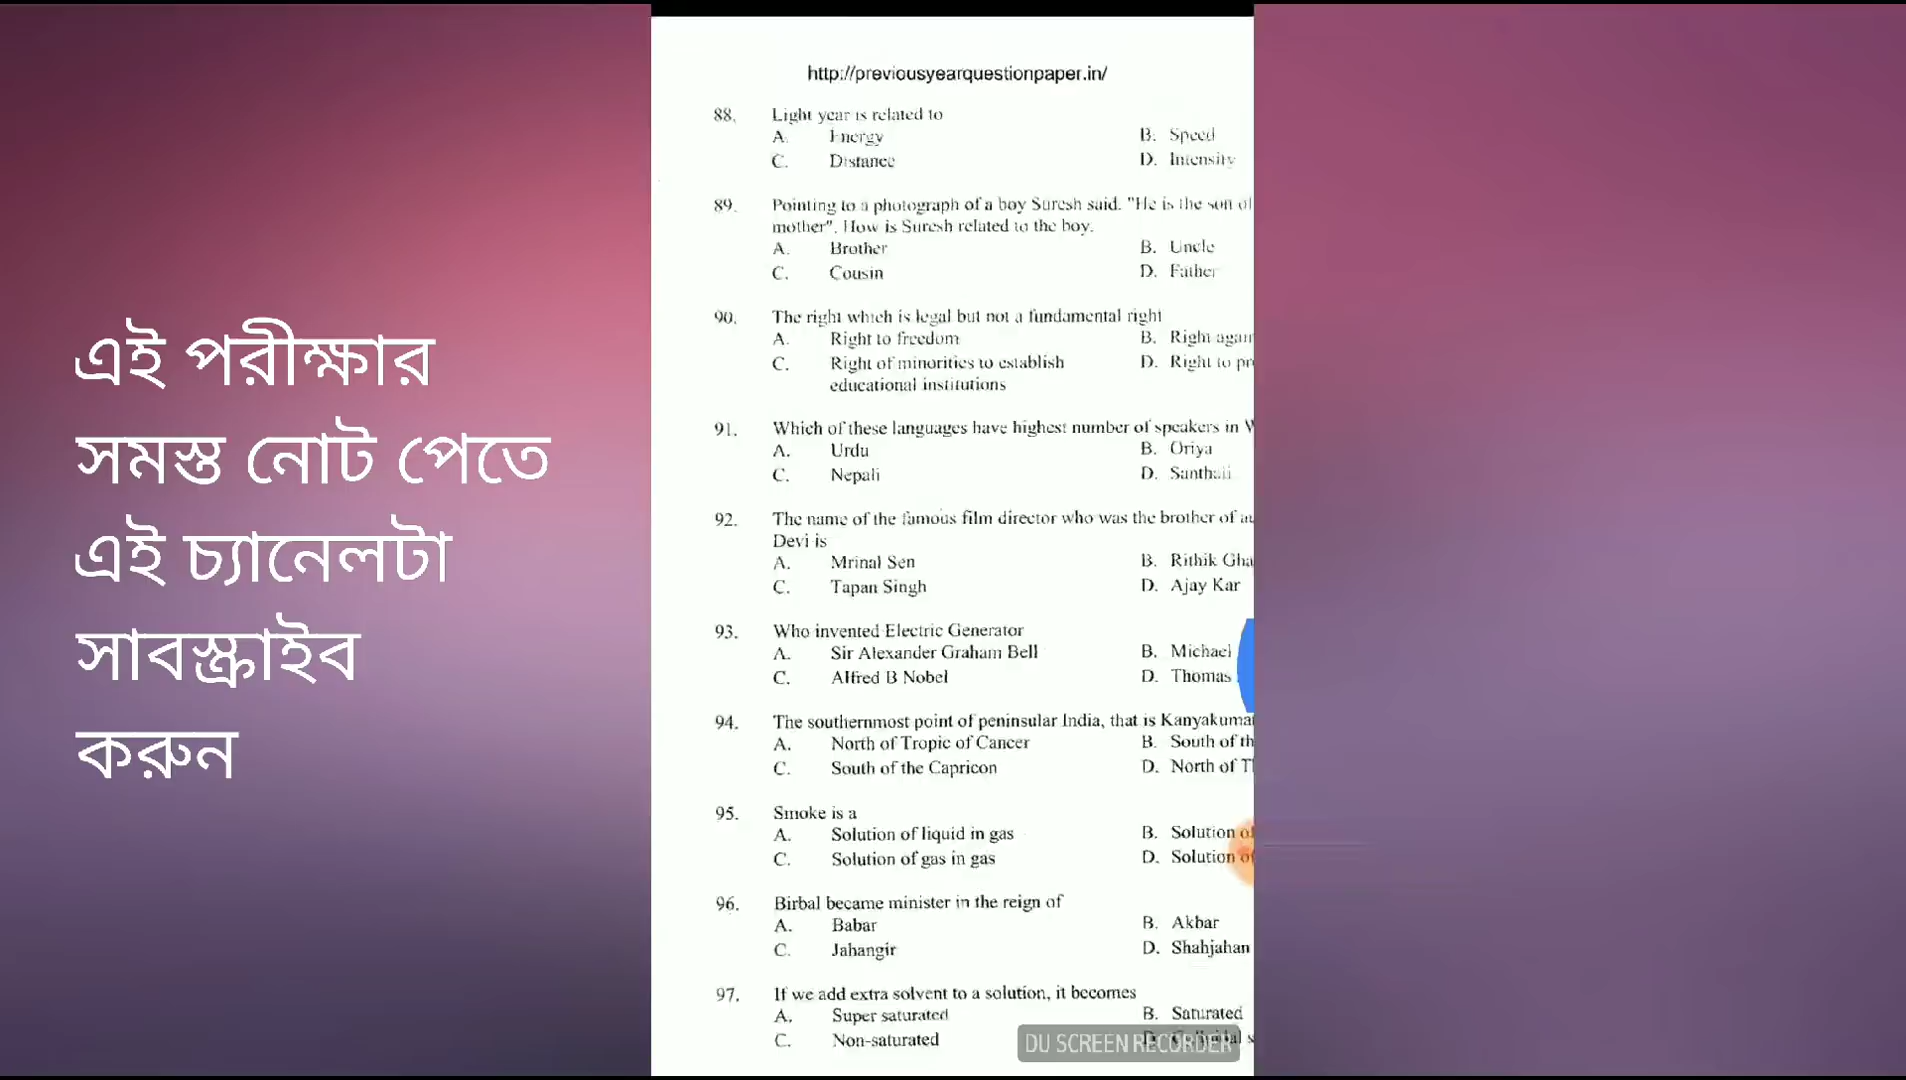 এই পরীক্ষার
সমস্ত নোট পেতে
এই চ্যানেলটা
সাবস্ক্রাইব
করুন
http://previousyearquestionpaper.in/
88. Light year is related to
A. Energy B. Speed
C. Distance D. Intensity
89. Pointing to a photograph of a boy Suresh said. "He is the son of
mother". How is Suresh related to the boy.
A. Brother B. Uncle
C. Cousin D. Father
90. The right which is legal but not a fundamental right
A. Right to freedom B. Right
C. Right of minorities to establish D. Right to
educational institutions
91. Which of these languages have highest number of speakers in
A. Urdu B. Oriya
C. Nepali D. Santhali
92. The name of the famous film director who was the brother of
Devi is
A. Mrinal Sen B. Rithik
C. Tapan Singh D. Ajay Kar
93. Who invented Electric Generator
A. Sir Alexander Graham Bell B. Michael
C. Alfred B Nobel D. Thomas
94. The southernmost point of peninsular India, that is
A. North of Tropic of Cancer B. South of
C. South of the Capricon D. North of
95. Smoke is a
A. Solution of liquid in gas B. Solution
C. Solution of gas in gas D. Solution
96. Birbal became minister in the reign of
A. Babar B. Akbar
C. Jahangir D. Shahjahan
97. If we add extra solvent to a solution, it becomes
A. Super saturated B. Saturated
C. Non-saturated D.
DU SCREEN RECORDER